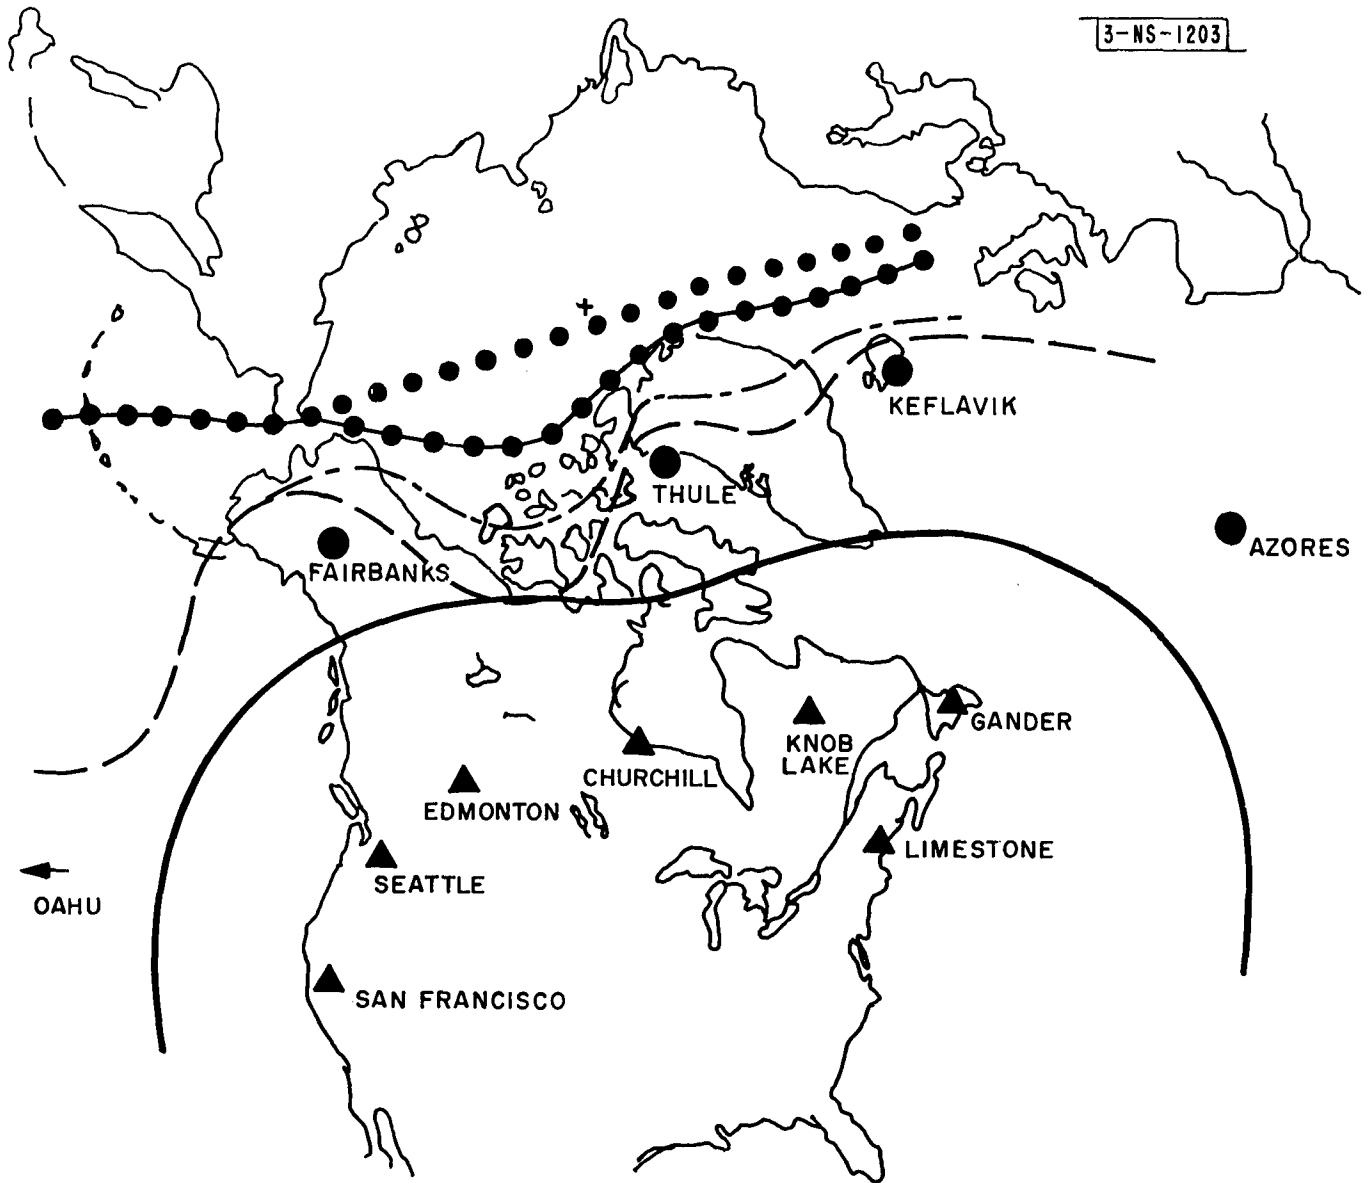 3-NS-1203
KEFLAVIK
THULE
AZORES
FAIRBANKS
GANDER
KNOB
LAKE
CHURCHILL
EDMONTON
LIMESTONE
SEATTLE
OAHU
SAN FRANCISCO